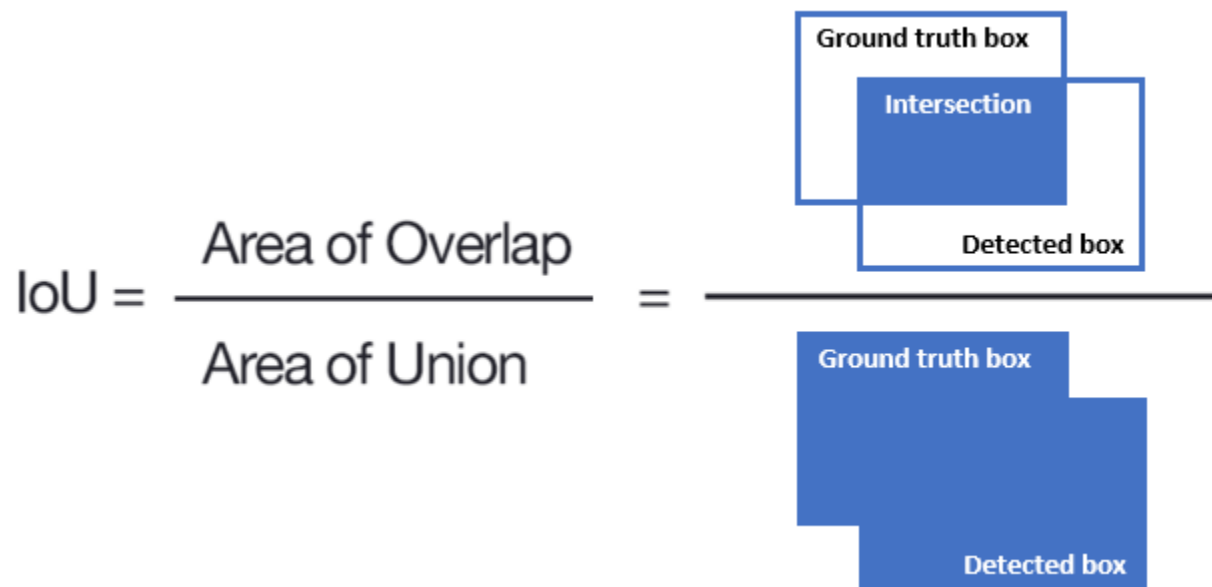 IoU =
Area of Overlap
Area of Union
=
Ground truth box
Intersection
Detected box
Ground truth box
Detected box